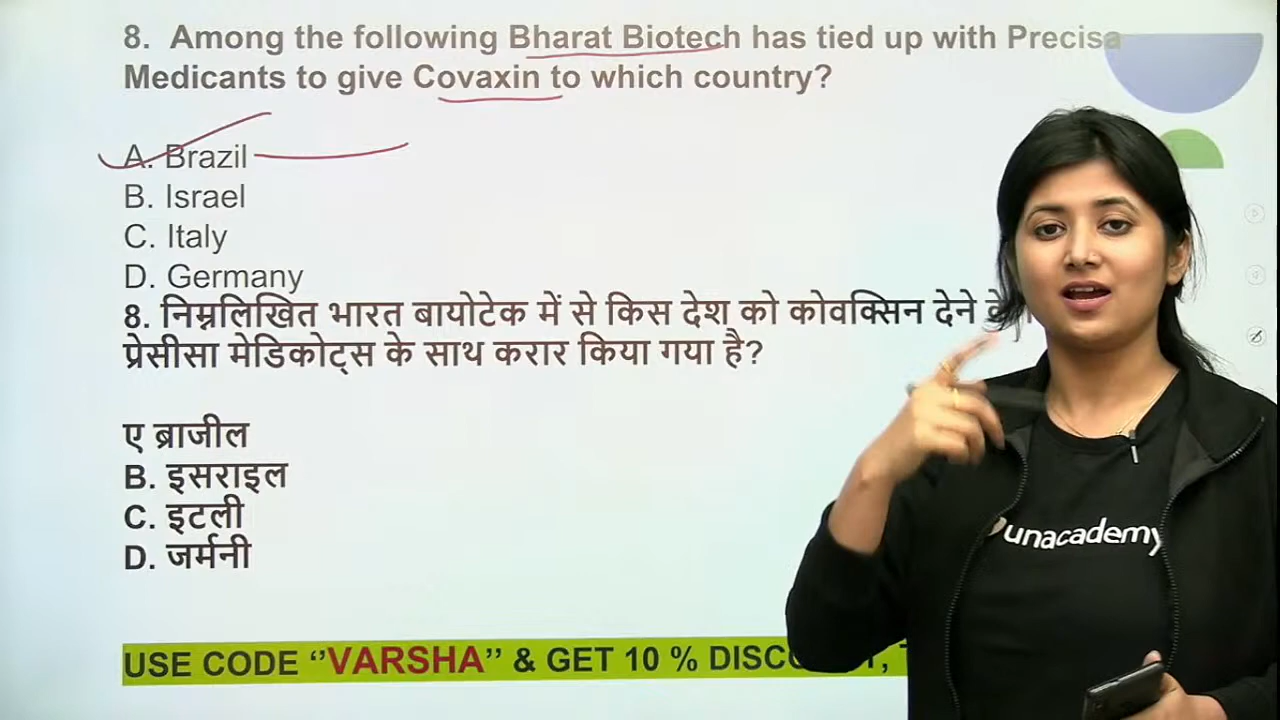 8. Among the following Bharat Biotech has tied up with Precisa
Medicants to give Covaxin to which country?
A. Brazil
B. Israel
C. Italy
D. Germany
8. निम्नलिखित भारत बायोटेक में से किस देश को कोवक्सिन देने
प्रेसीसा मेडिकोट्स के साथ करार किया गया है?
ए ब्राजील
B. इसराइल
C. इटली
D. जर्मनी
USE CODE ‘’VARSHA’’ & GET 10 %
unacademy